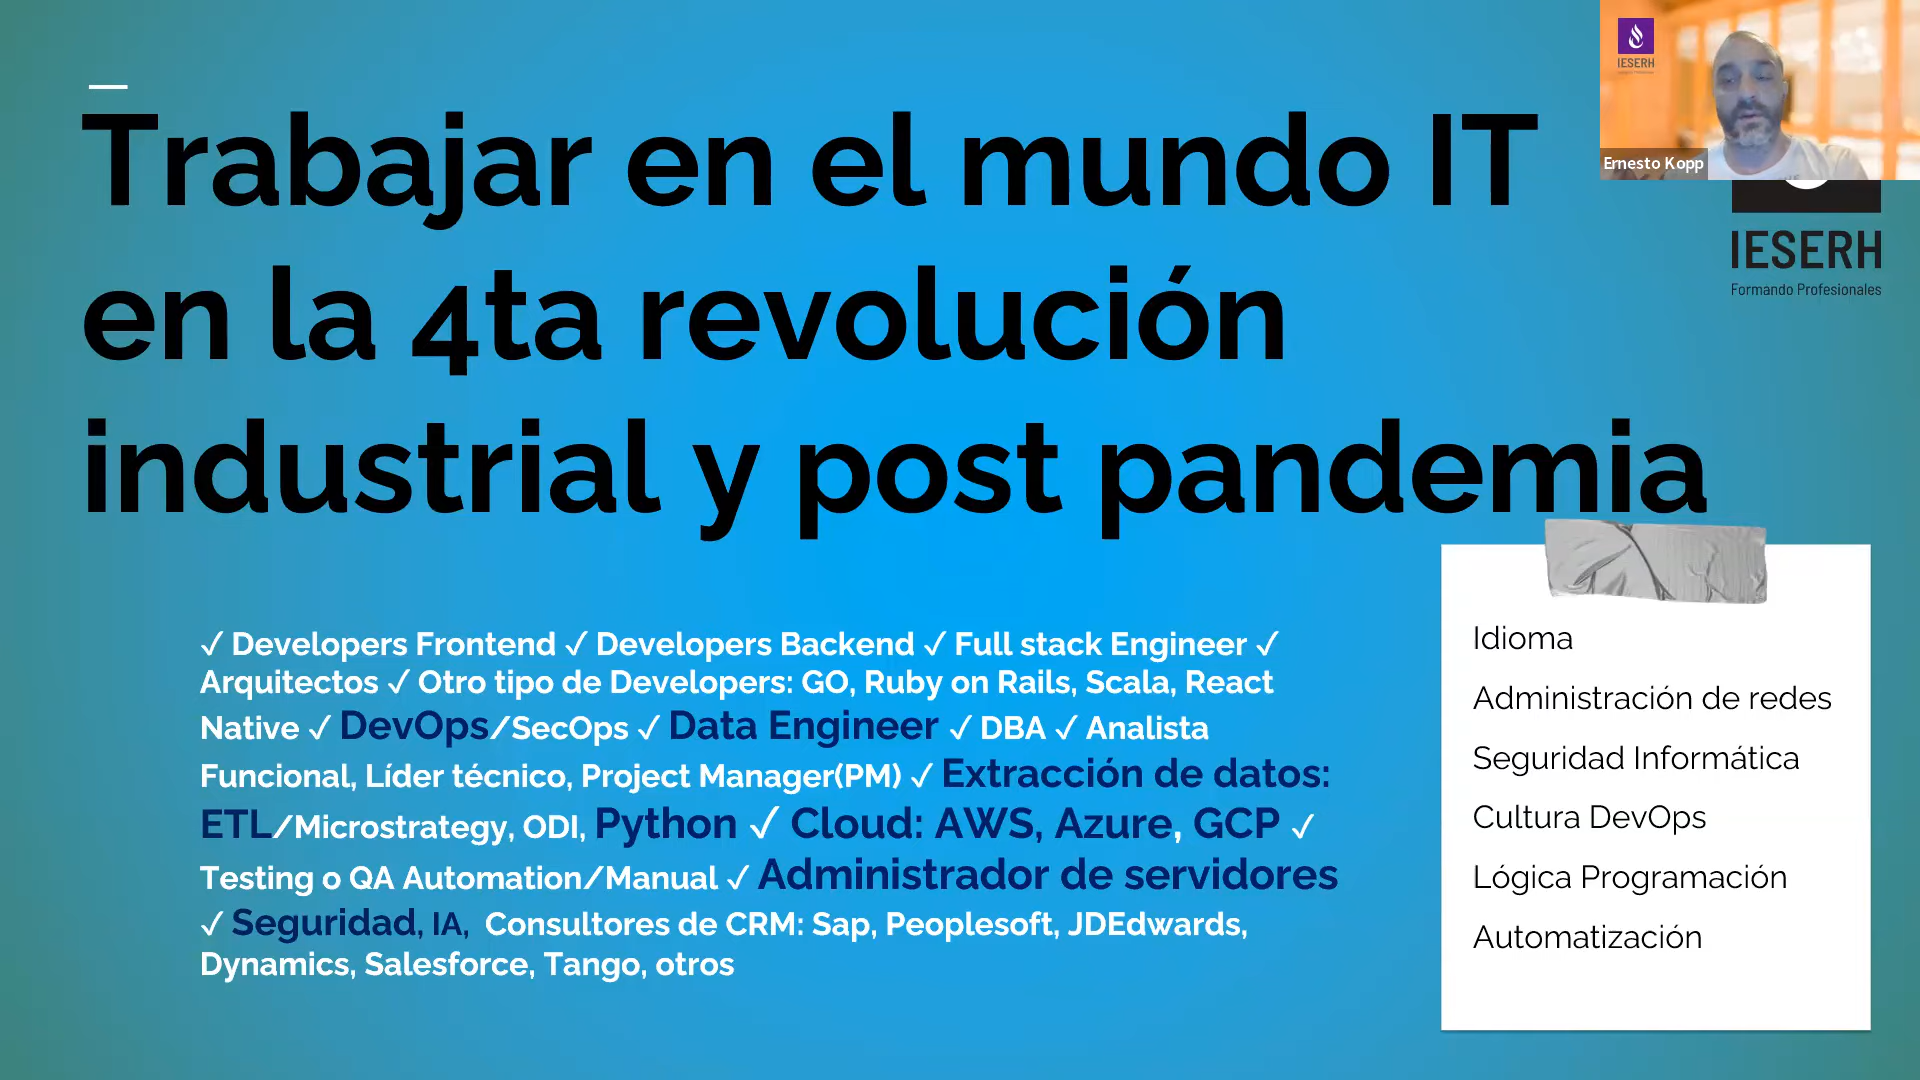 Trabajar en el mundo IT
en la 4ta revolución
industrial y post pandemia
IESERH
Ernesto Kopp
IESERH
Formando Profesionales
✓ Developers Frontend ✓ Developers Backend ✓ Full stack Engineer ✓
Arquitectos ✓ Otro tipo de Developers: GO, Ruby on Rails, Scala, React
Native ✓ DevOps/SecOps ✓ Data Engineer ✓ DBA ✓ Analista
Funcional, Líder técnico, Project Manager(PM) ✓ Extracción de datos:
ETL/Microstrategy, ODI, Python ✓ Cloud: AWS, Azure, GCP ✓
Testing o QA Automation/Manual ✓ Administrador de servidores
✓ Seguridad, IA, Consultores de CRM: Sap, Peoplesoft, JDEdwards,
Dynamics, Salesforce, Tango, otros
Idioma
Administración de redes
Seguridad Informática
Cultura DevOps
Lógica Programación
Automatización